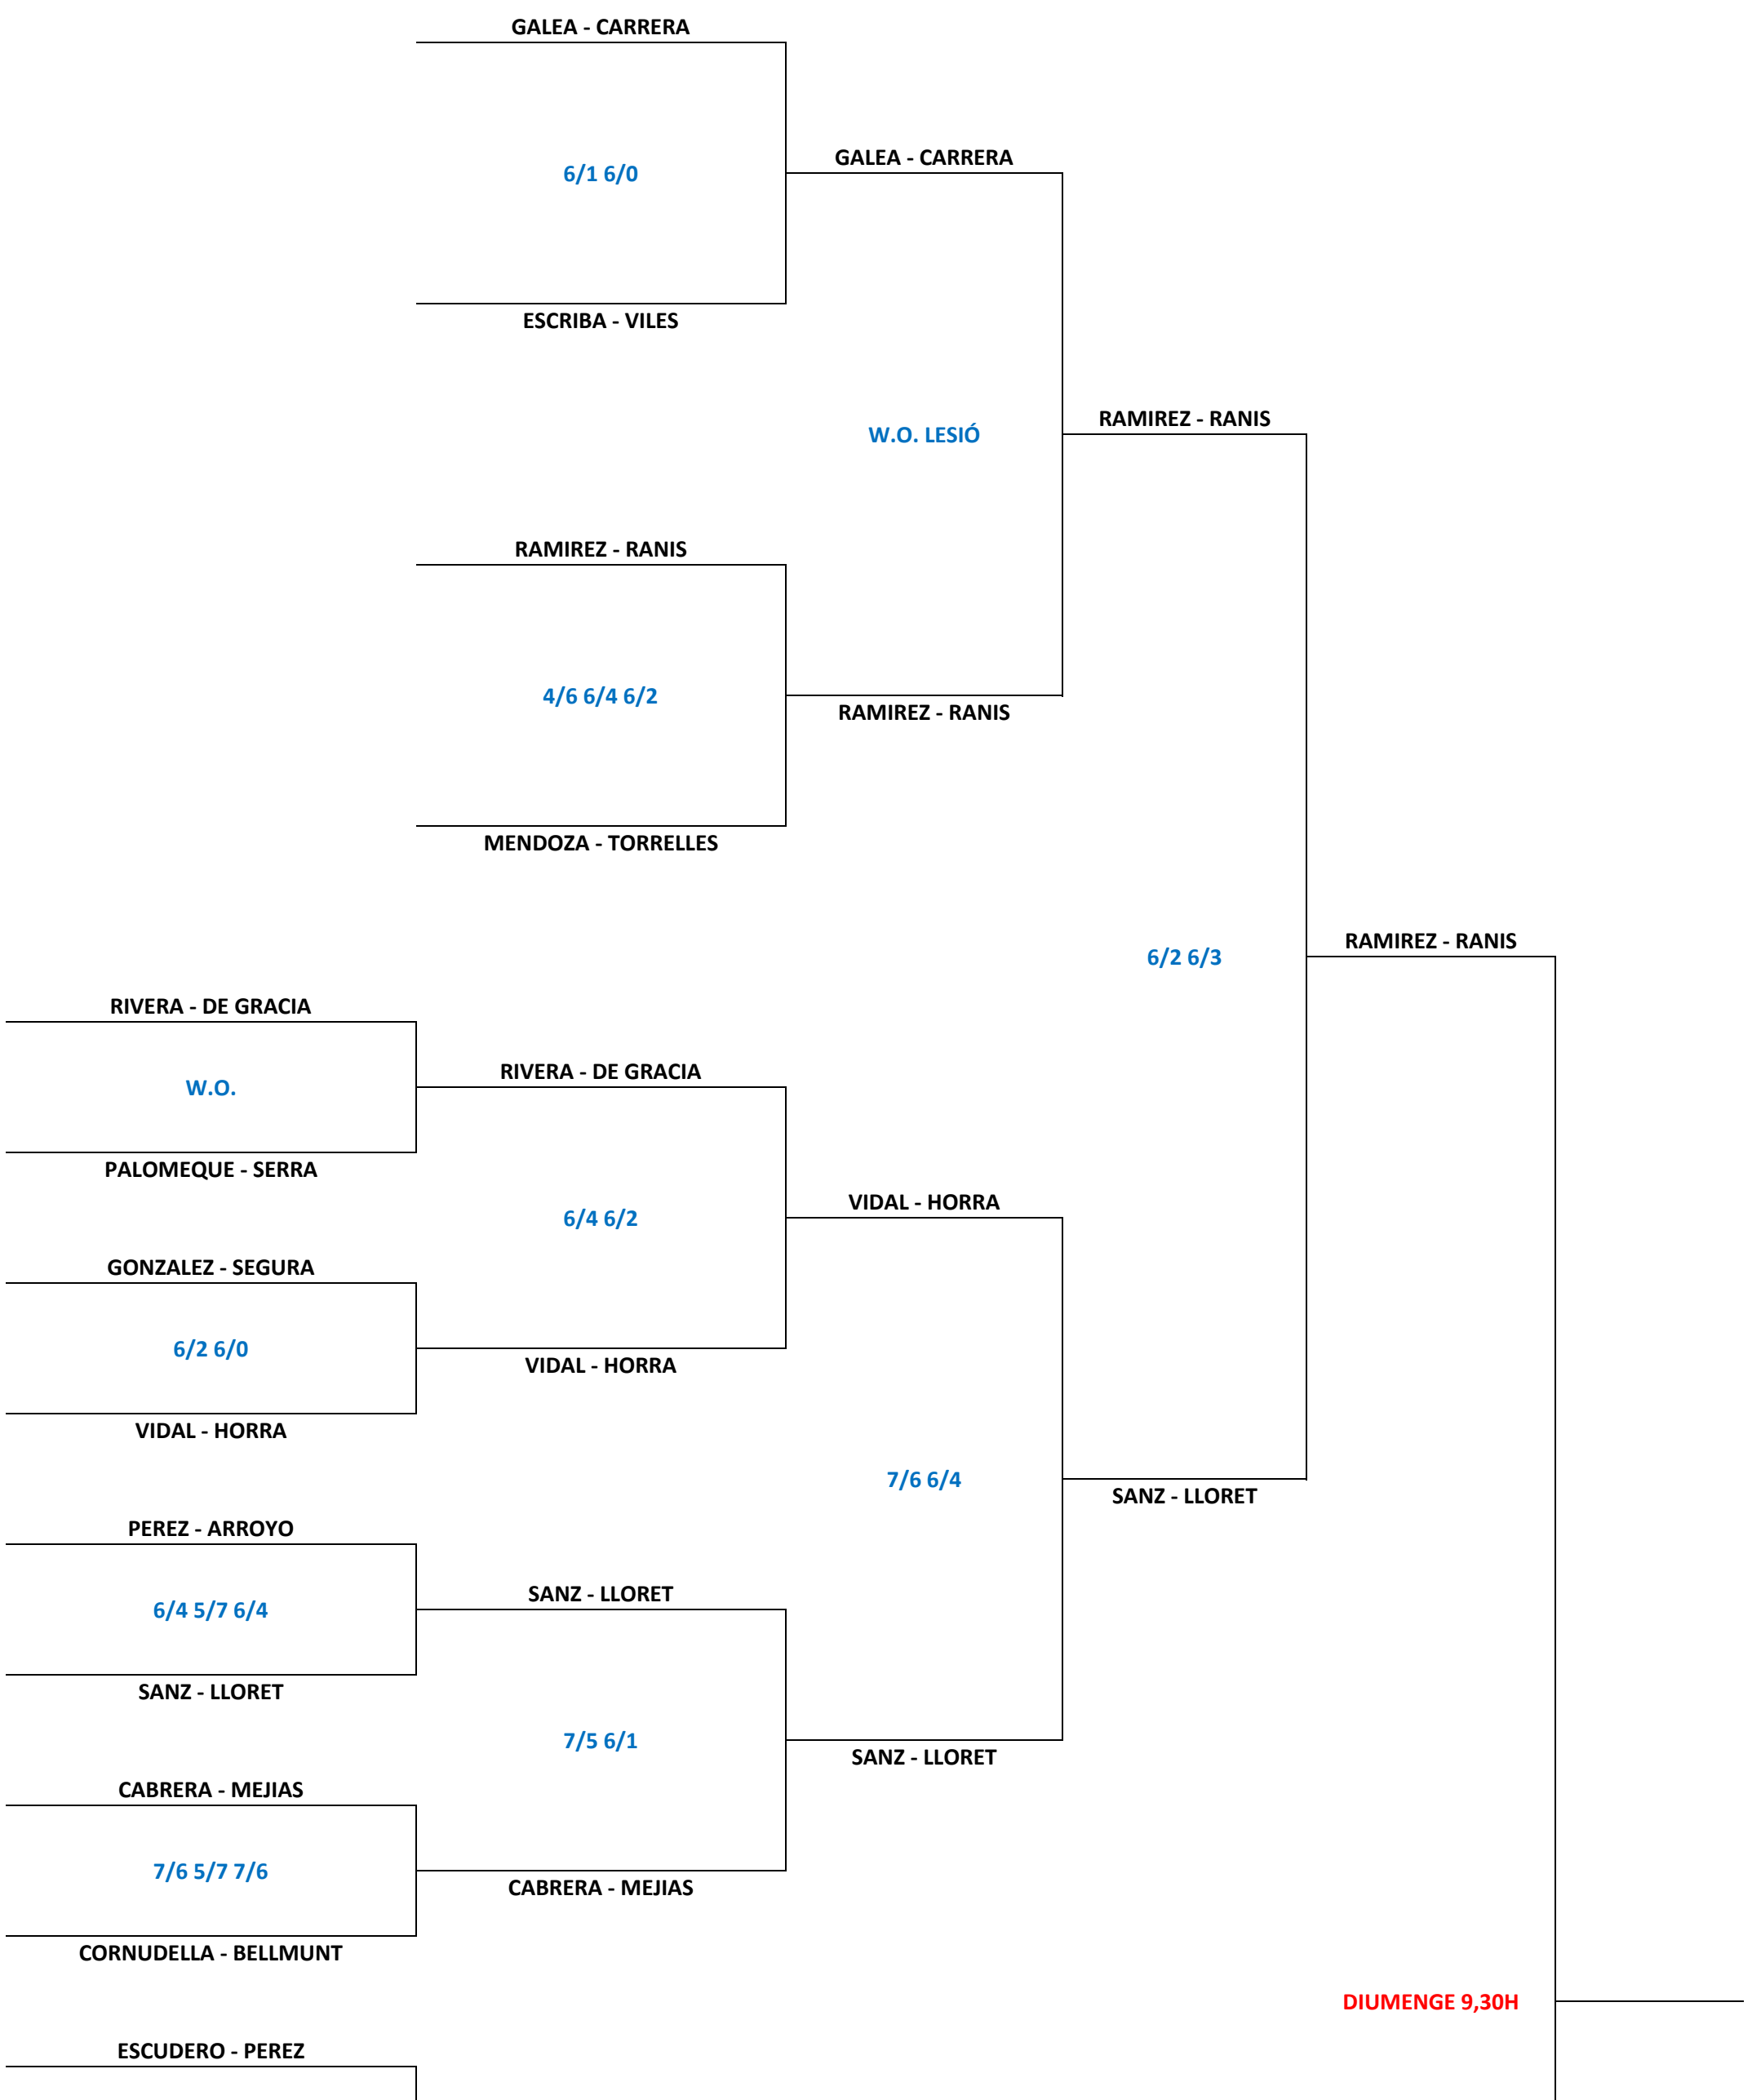 GALEA - CARRERA
6/1 6/0
GALEA - CARRERA
ESCRIBA - VILES
W.O. LESIÓ
RAMIREZ - RANIS
RAMIREZ - RANIS
4/6 6/4 6/2
RAMIREZ - RANIS
MENDOZA - TORRELLES
6/2 6/3
RAMIREZ - RANIS
RIVERA - DE GRACIA
W.O.
RIVERA - DE GRACIA
PALOMEQUE - SERRA
6/4 6/2
VIDAL - HORRA
GONZALEZ - SEGURA
6/2 6/0
VIDAL - HORRA
VIDAL - HORRA
7/6 6/4
SANZ - LLORET
PEREZ - ARROYO
6/4 5/7 6/4
SANZ - LLORET
SANZ - LLORET
7/5 6/1
SANZ - LLORET
CABRERA - MEJIAS
7/6 5/7 7/6
CABRERA - MEJIAS
CORNUDELLA - BELLMUNT
DIUMENGE 9,30H
ESCUDERO - PEREZ